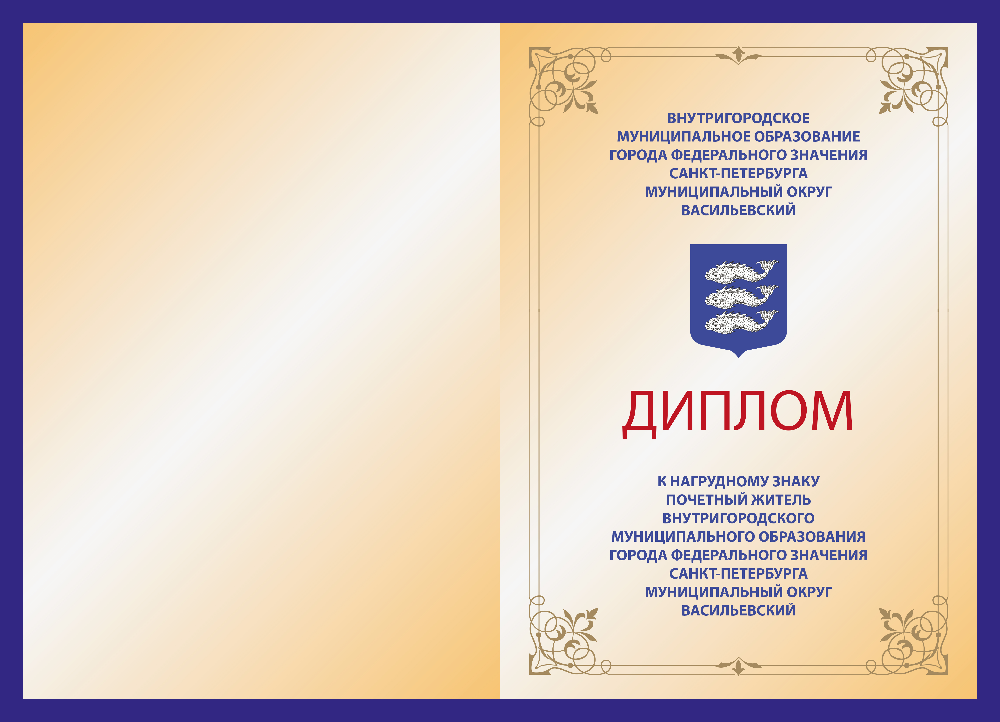 ВНУТРИГОРОДСКОЕ
МУНИЦИПАЛЬНОЕ ОБРАЗОВАНИЕ
ГОРОДА ФЕДЕРАЛЬНОГО ЗНАЧЕНИЯ
САНКТ-ПЕТЕРБУРГА
МУНИЦИПАЛЬНЫЙ ОКРУГ
ВАСИЛЬЕВСКИЙ
ДИПЛОМ
К НАГРУДНОМУ ЗНАКУ
ПОЧЕТНЫЙ ЖИТЕЛЬ
ВНУТРИГОРОДСКОГО
МУНИЦИПАЛЬНОГО ОБРАЗОВАНИЯ
ГОРОДА ФЕДЕРАЛЬНОГО ЗНАЧЕНИЯ
САНКТ-ПЕТЕРБУРГА
МУНИЦИПАЛЬНЫЙ ОКРУГ
ВАСИЛЬЕВСКИЙ